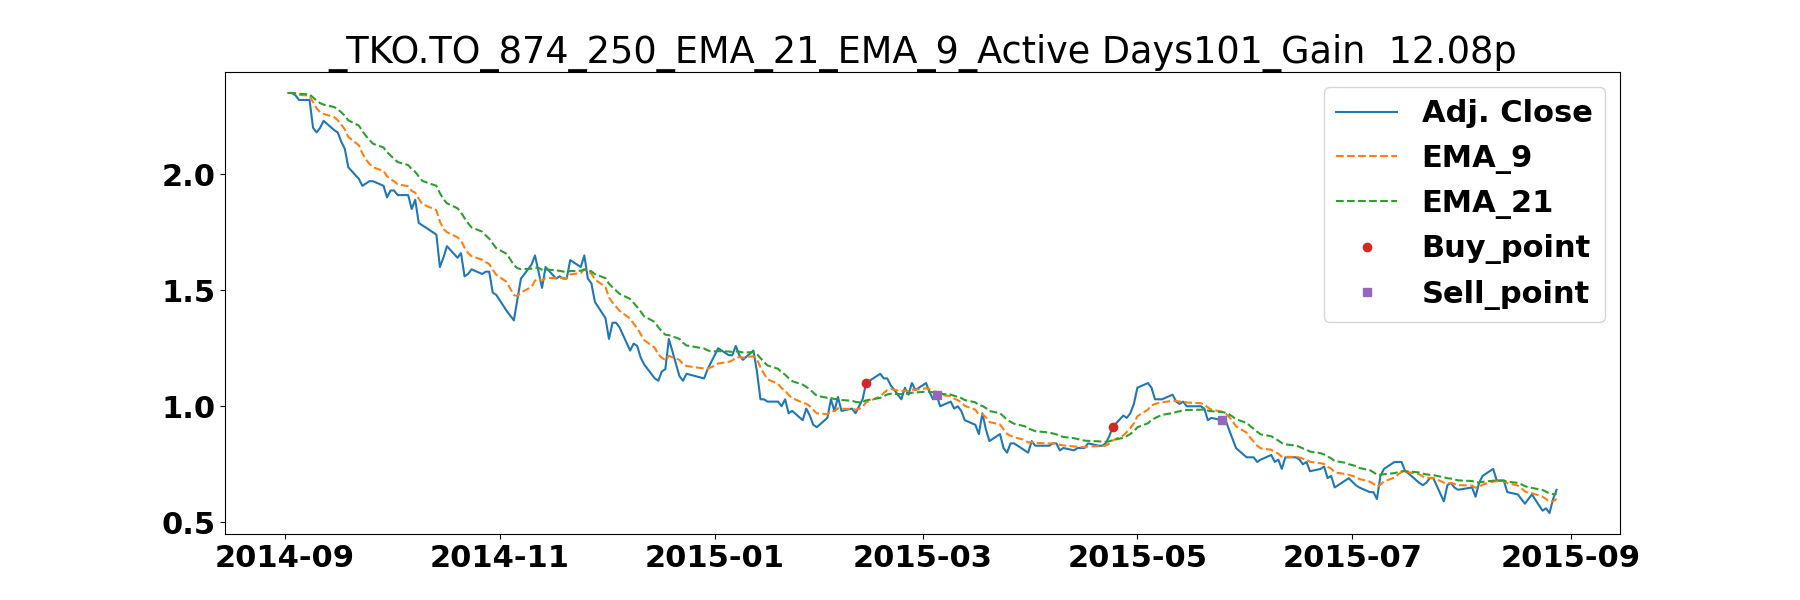 _TKO.TO_874_250_EMA_21_EMA_9_Active Days101_Gain  12.08p
Adj. Close
EMA_9
EMA_21
Buy_point
Sell_point
2.0
1.5
1.0
0.5
2014-09 2014-11 2015-01 2015-03 2015-05 2015-07 2015-09